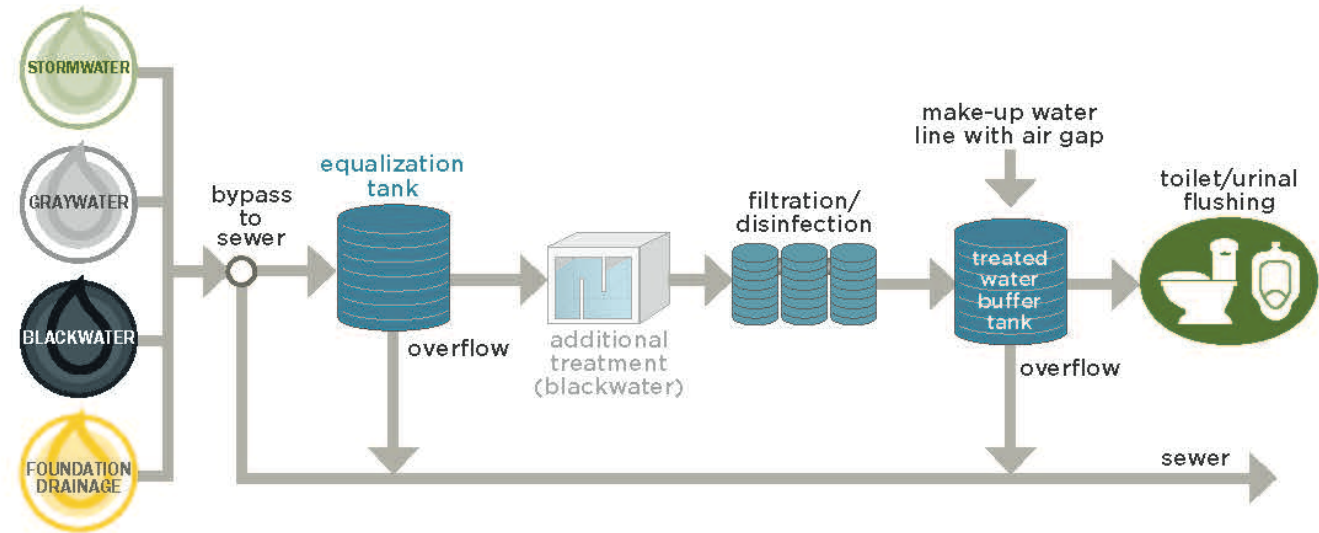 STORMWATER
GRAYWATER
BLACKWATER
FOUNDATION
DRAINAGE
bypass
to
sewer
equalization
tank
overflow
additional
treatment
(blackwater)
filtration/
disinfection
make-up water
line with air gap
treated
water
buffer
tank
overflow
toilet/urinal
flushing
sewer